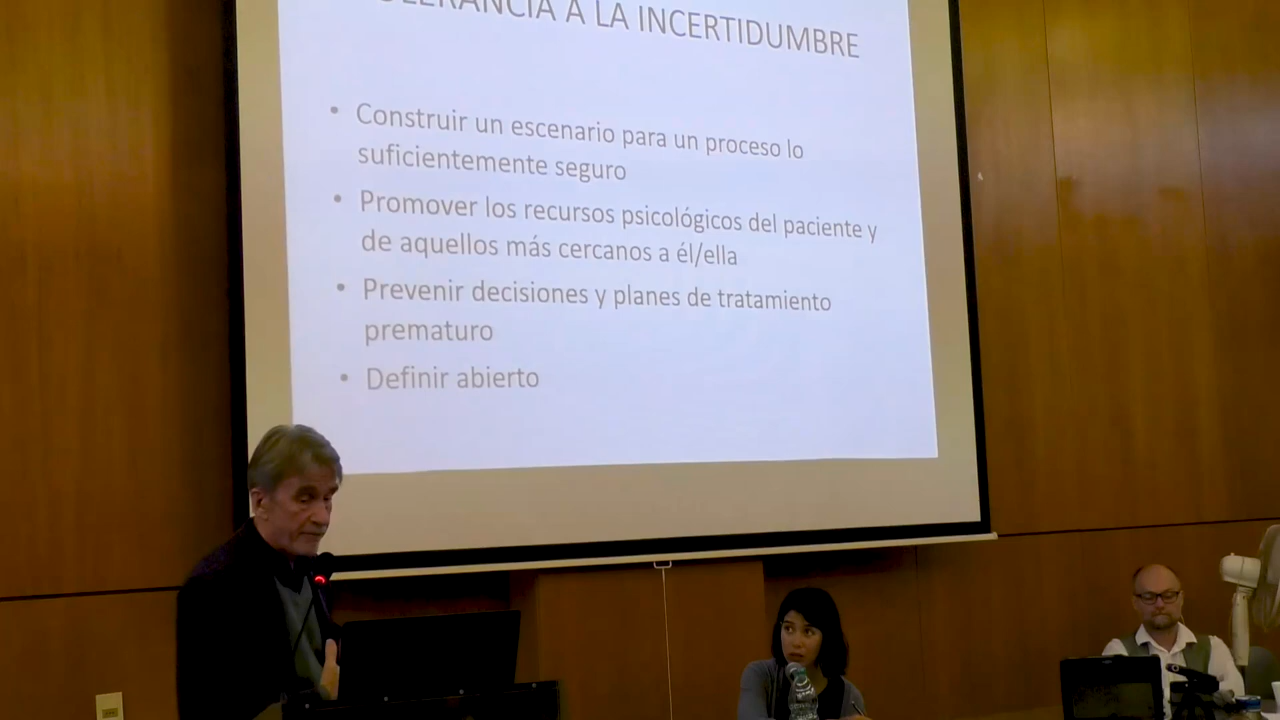 TOLERANCIA A LA INCERTIDUMBRE
• Construir un escenario para un proceso lo
suficientemente seguro
• Promover los recursos psicológicos del paciente y
de aquellos más cercanos a él/ella
• Prevenir decisiones y planes de tratamiento
prematuro
• Definir abierto